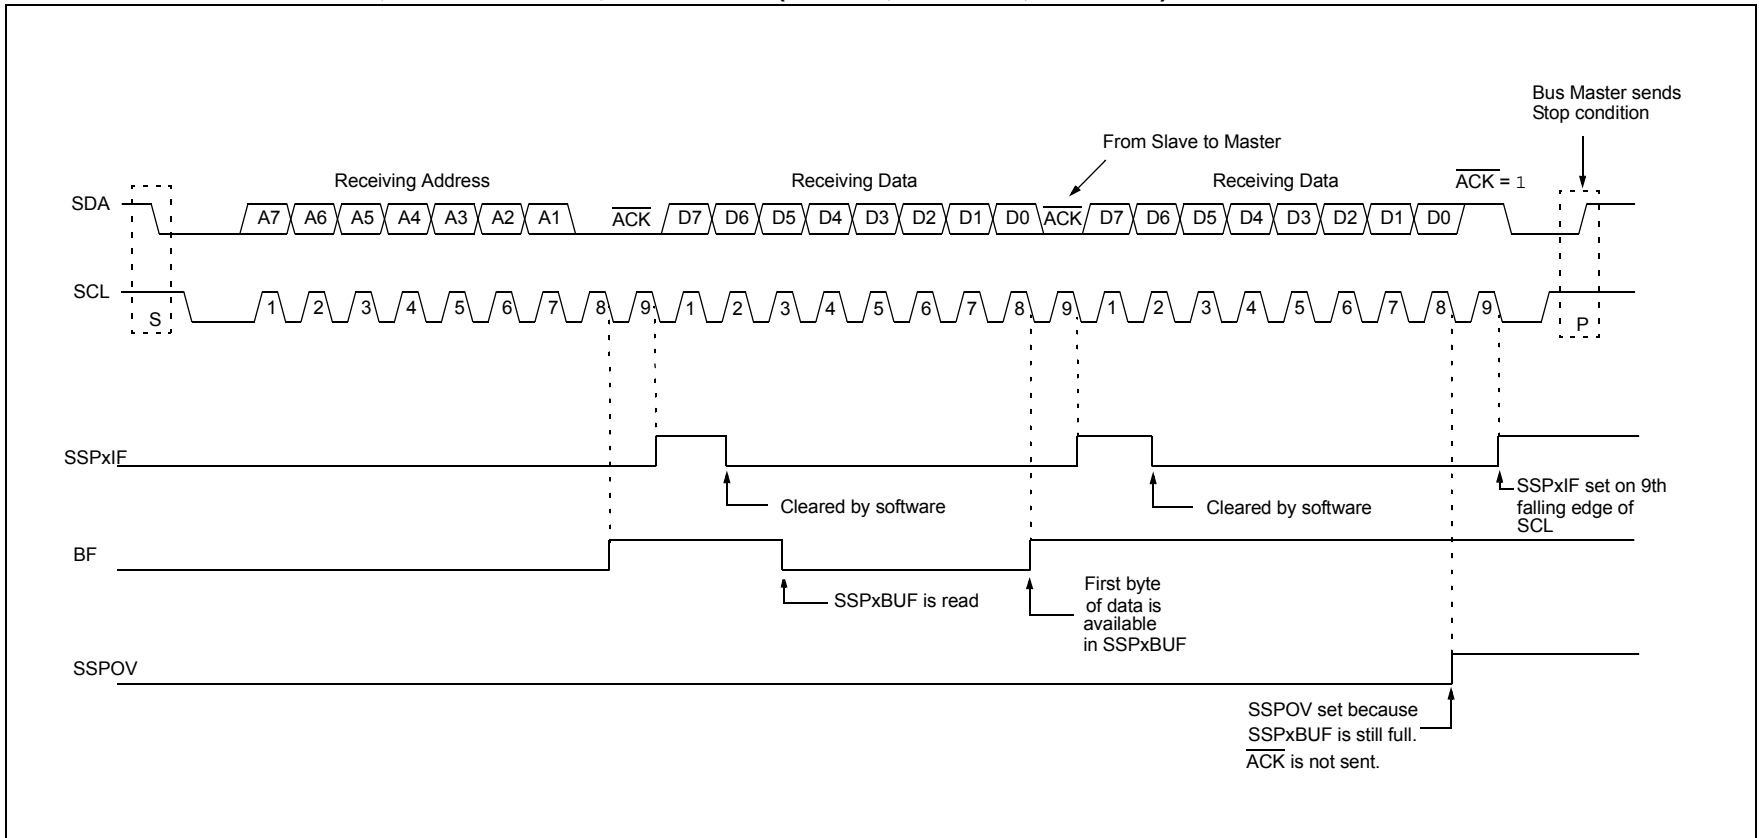 Bus Master sends
Stop condition
From Slave to Master
Receiving Address
Receiving Data
Receiving Data
ACK = 1
SDA
A7 A6 A5 A4 A3 A2 A1 ACK D7 D6 D5 D4 D3 D2 D1 D0 ACK D7 D6 D5 D4 D3 D2 D1 D0
SCL
1 2 3 4 5 6 7 8 9 1 2 3 4 5 6 7 8 9 1 2 3 4 5 6 7 8 9
S
P
SSPxIF
Cleared by software
Cleared by software
SSPxIF set on 9th
falling edge of
SCL
BF
SSPxBUF is read
First byte
of data is
available
in SSPxBUF
SSPOV
SSPOV set because
SSPxBUF is still full.
ACK is not sent.